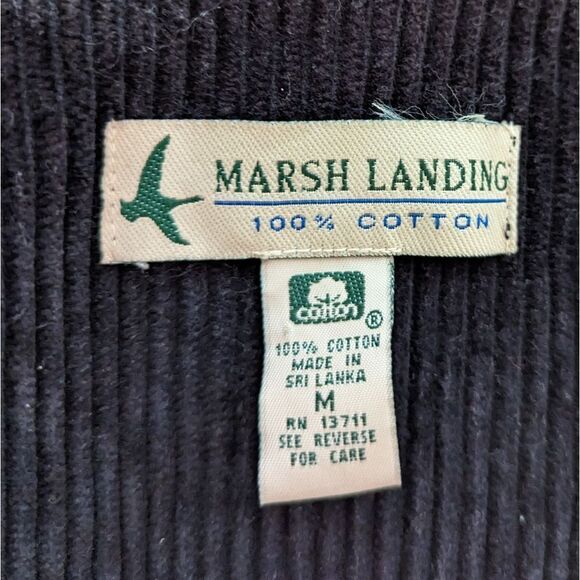 MARSH LANDING
100% COTTON
cotton
®
100% COTTON
MADE IN
SRI LANKA
M
RN 13711
SEE REVERSE
FOR CARE